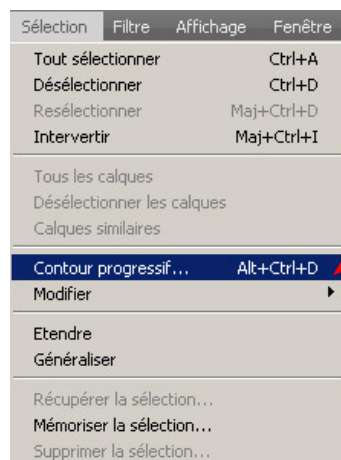 Sélection Filtre Affichage Fenêtre
Tout sélectionner Ctrl+A
Désélectionner Ctrl+D
Resélectionner Maj+Ctrl+D
Intervertir Maj+Ctrl+I
Tous les calques
Désélectionner les calques
Calques similaires
Contour progressif... Alt+Ctrl+D
Modifier
Etendre
Généraliser
Récupérer la sélection...
Mémoriser la sélection...
Supprimer la sélection...